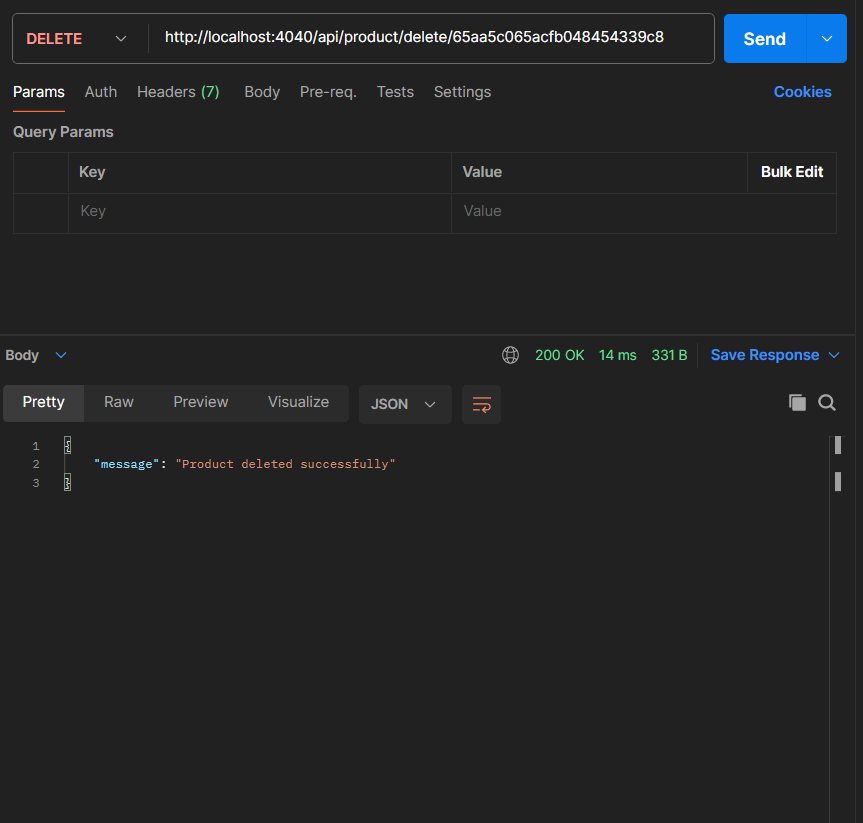 DELETE http://localhost:4040/api/product/delete/65aa5c065acfb048454339c8 Send
Params Auth Headers (7) Body Pre-req. Tests Settings Cookies
Query Params
Key Value Bulk Edit
Key Value
Body 200 OK 14 ms 331 B Save Response
Pretty Raw Preview Visualize JSON
1 {
2 "message": "Product deleted successfully"
3 }